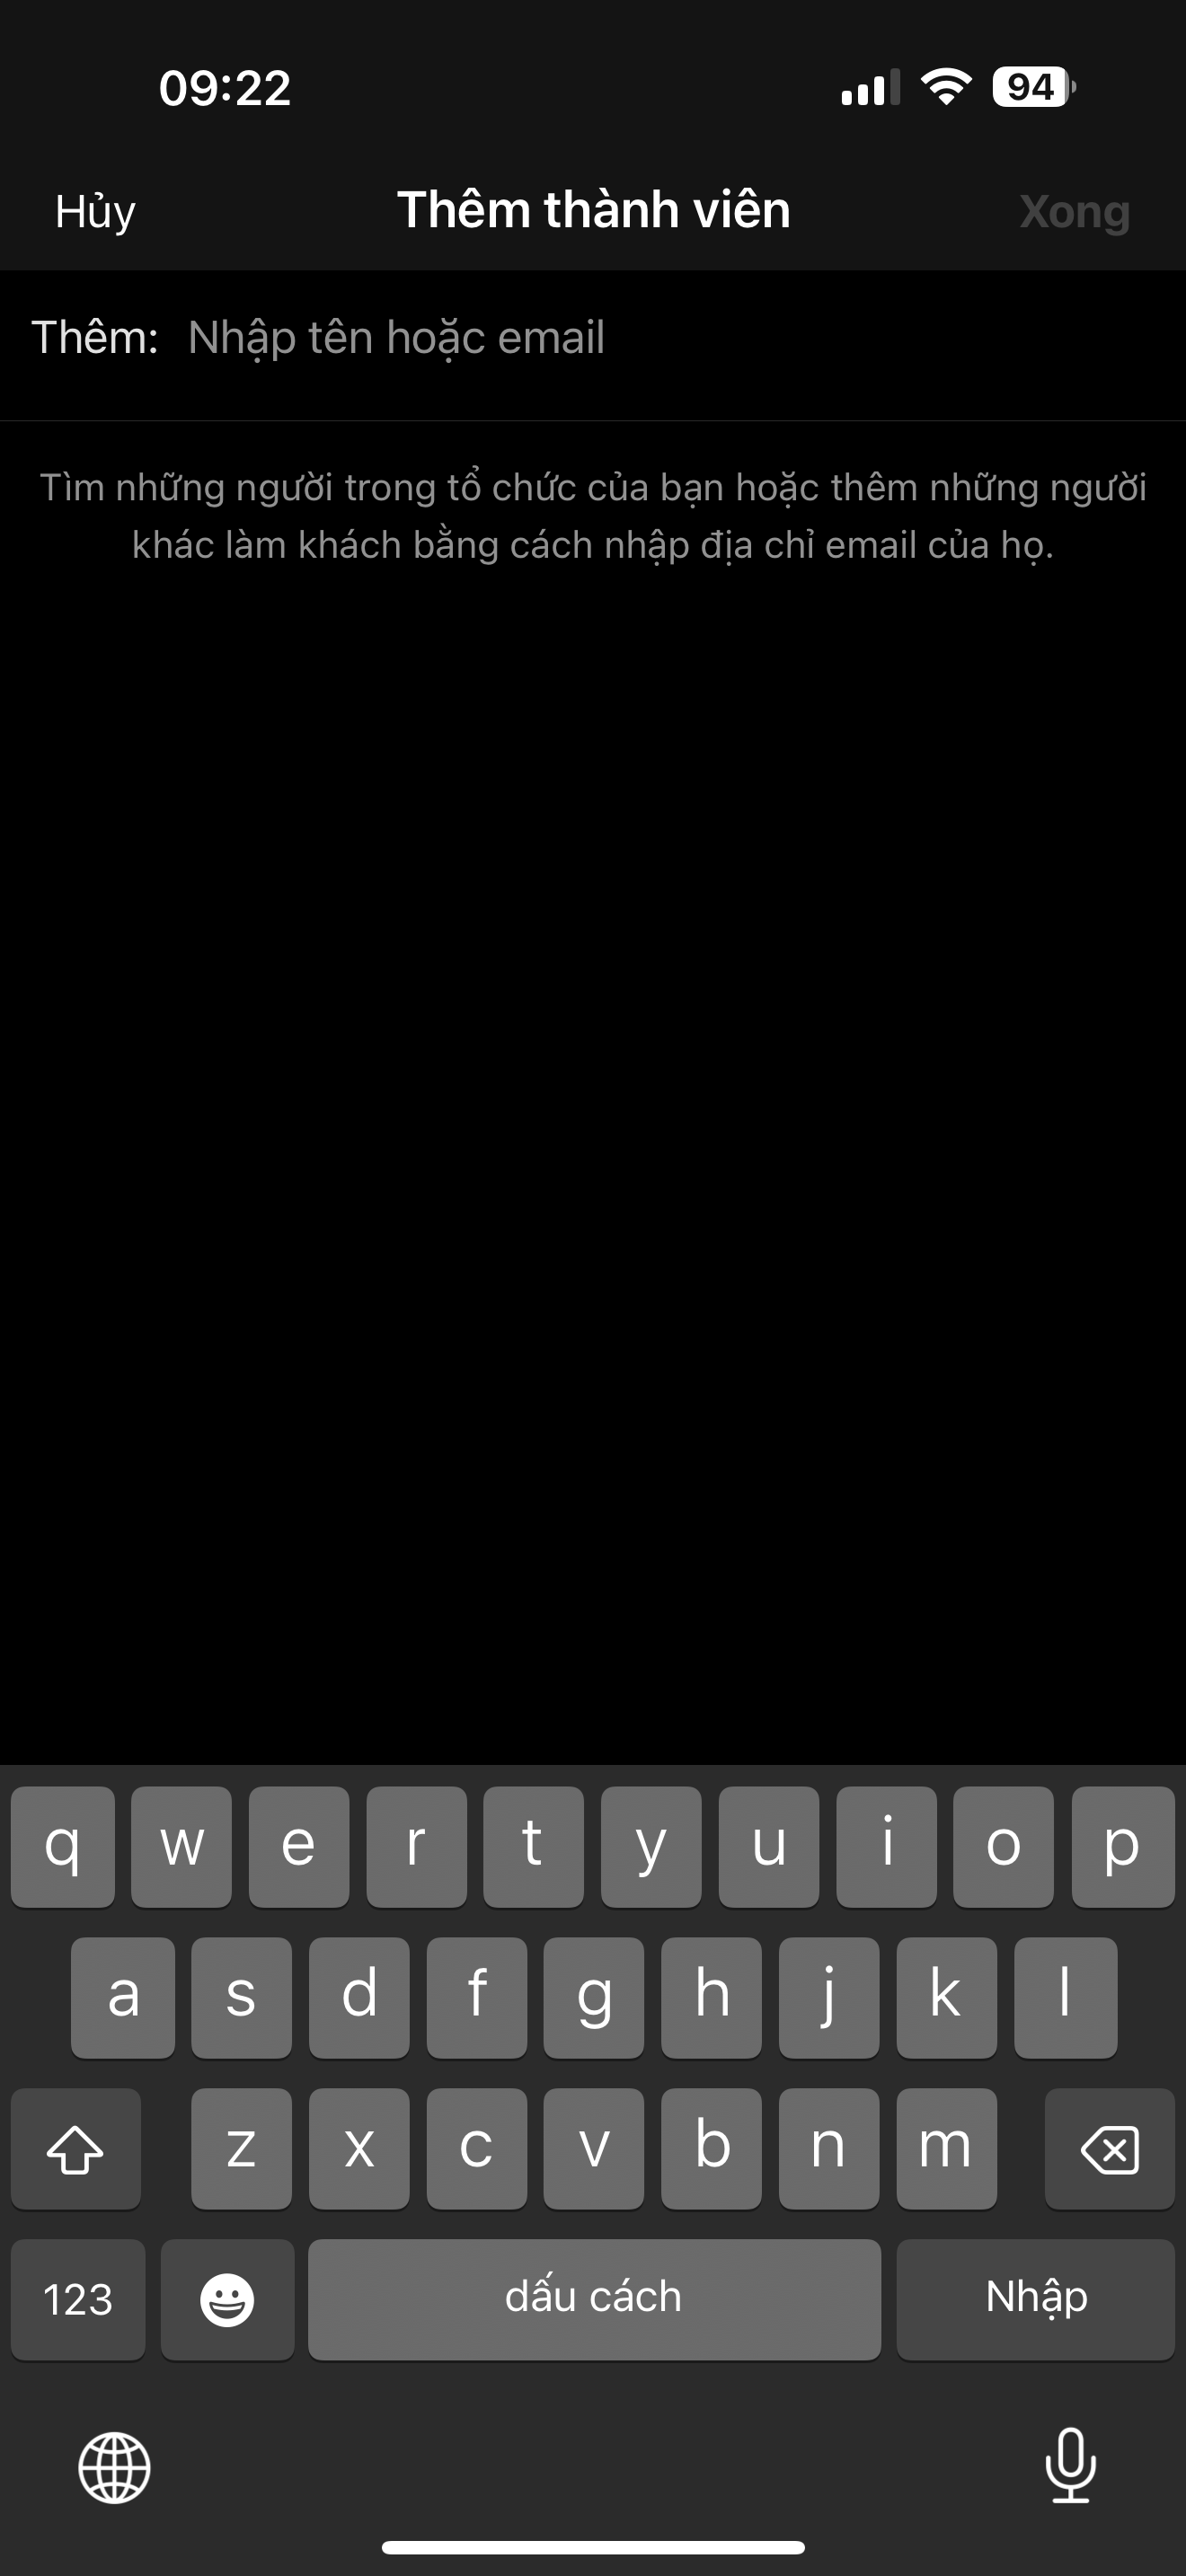 09:22
94
Hủy
Thêm thành viên
Xong
Thêm: Nhập tên hoặc email
Tìm những người trong tổ chức của bạn hoặc thêm những người
khác làm khách bằng cách nhập địa chỉ email của họ.
q w e r t y u i o p
a s d f g h j k l
z x c v b n m
123
dấu cách
Nhập